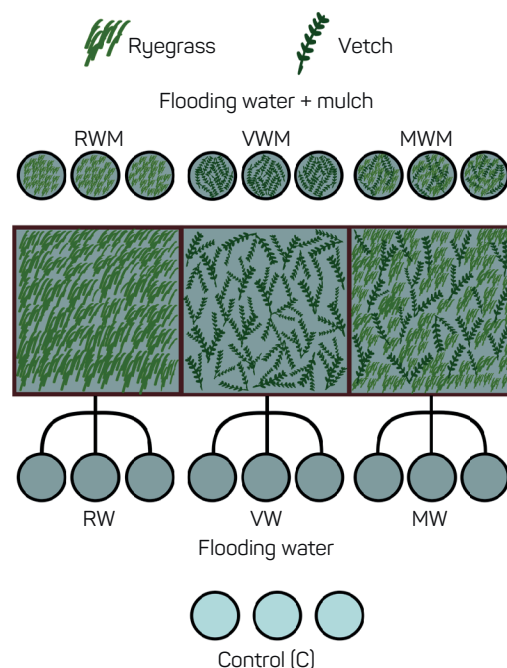 Ryegrass
Vetch
Flooding water + mulch
RWM
VWM
MWM
RW
VW
MW
Flooding water
Control (C)